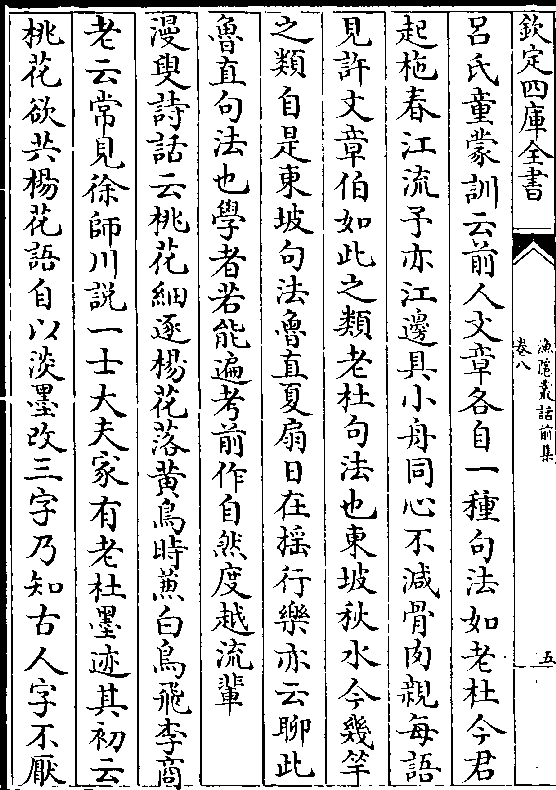 欽定四庫全書
漁隱叢話前集
卷八
五
呂氏童蒙訓云前人文章各自一種句法如老杜今君
起柂春江流予亦江邊具小舟同心不減骨肉親每語
見許文章伯如此之類老杜句法也東坡秋水今幾竿
之類自是東坡句法魯直夏扇日在揺行樂亦云聊此
魯直句法也學者若能遍考前作自然度越流輩
漫叟詩話云桃花細逐楊花落黄鳥時兼白鳥飛李商
老云常見徐師川説一士大夫家有老杜墨迹其初云
桃花欲共楊花語自以淡墨改三字乃知古人字不厭